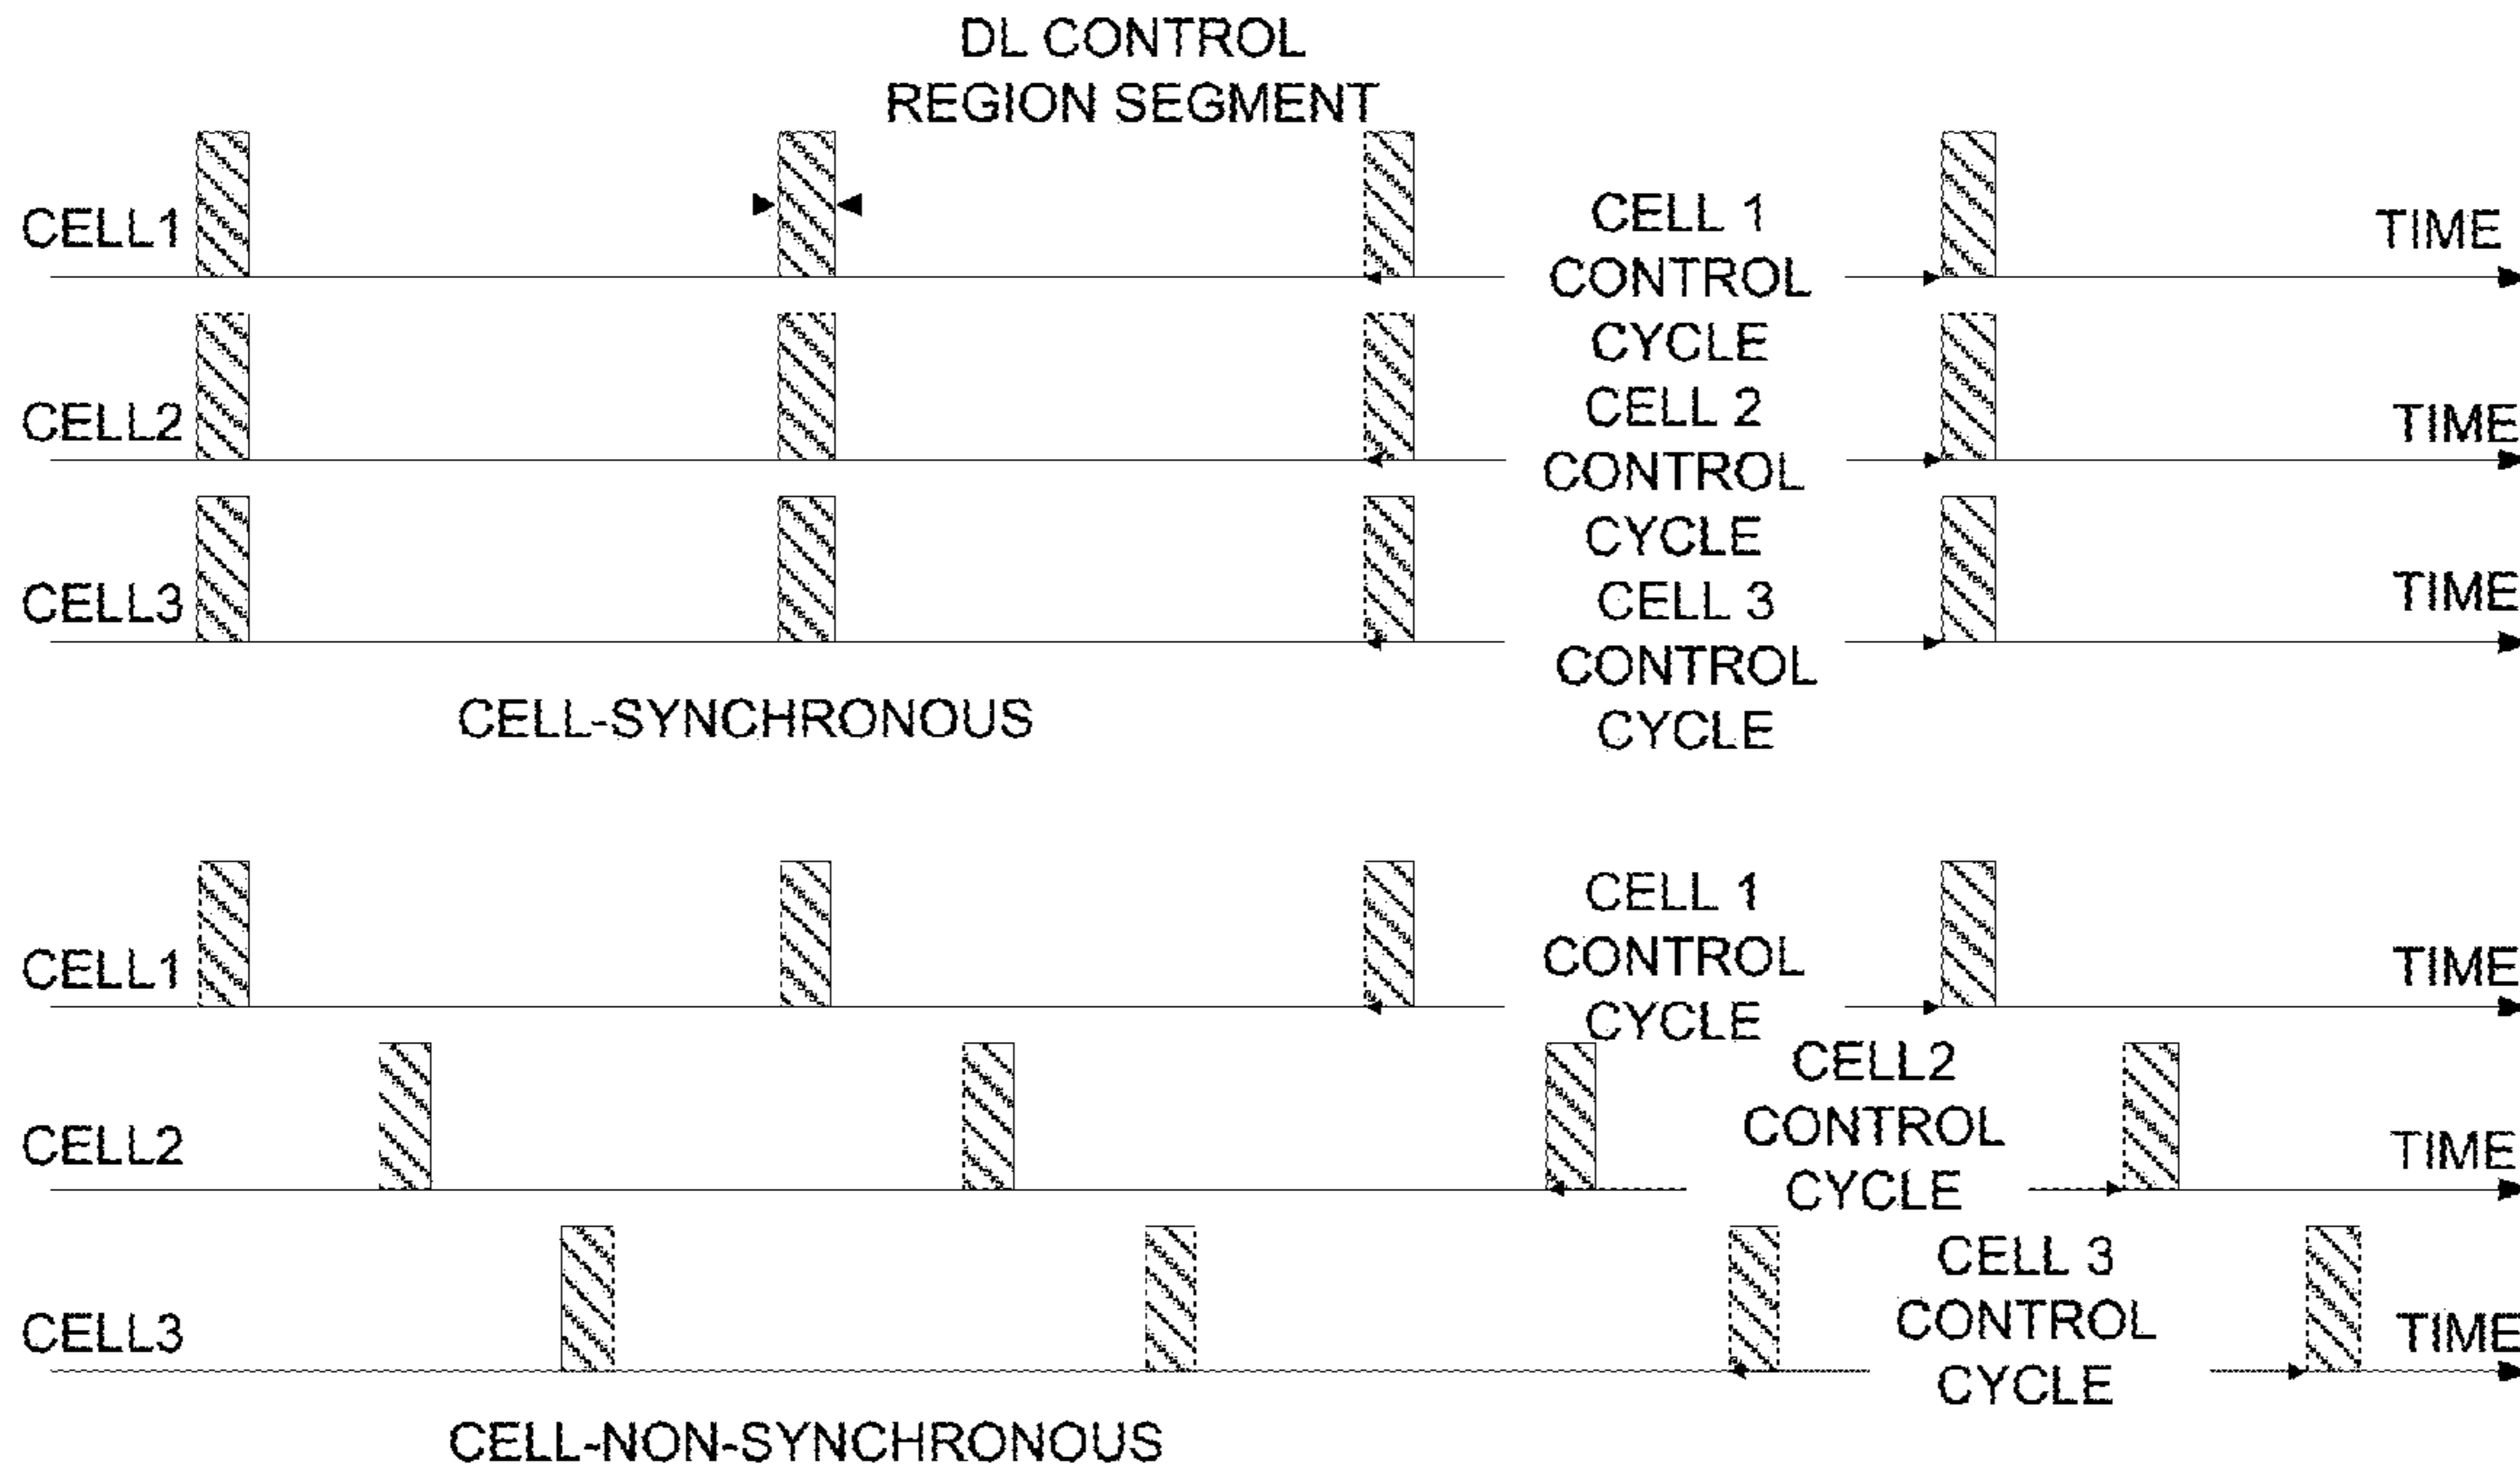 DL CONTROL
REGION SEGMENT
CELL1
CELL 1
CONTROL
CYCLE
TIME
CELL2
CELL 2
CONTROL
CYCLE
TIME
CELL3
CELL 3
CONTROL
CYCLE
TIME
CELL-SYNCHRONOUS
CELL1
CELL 1
CONTROL
CYCLE
TIME
CELL2
CELL2
CONTROL
CYCLE
TIME
CELL3
CELL 3
CONTROL
CYCLE
TIME
CELL-NON-SYNCHRONOUS